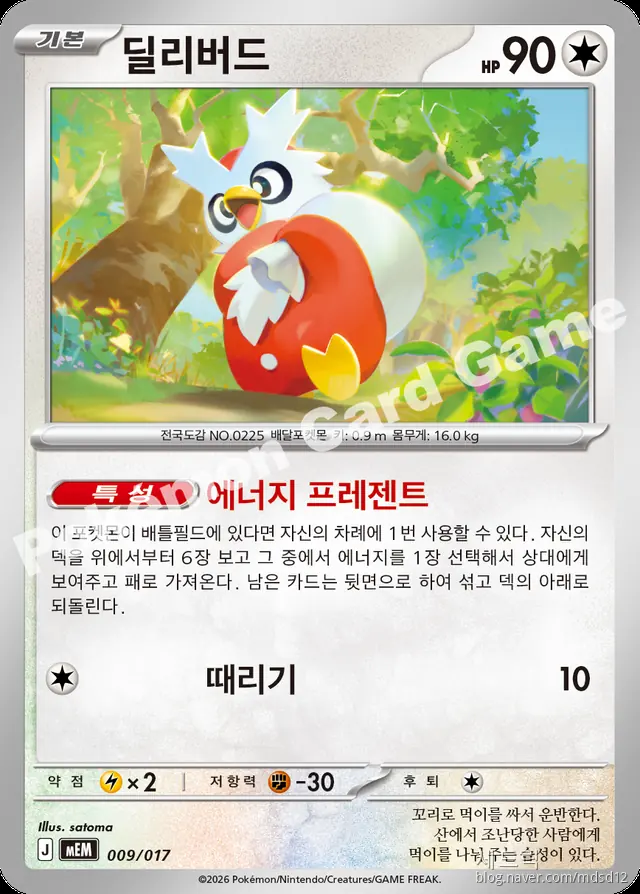 기본
딜리버드
HP 90
전국도감 NO.0225 배달포켓몬 키: 0.9 m 몸무게: 16.0 kg
특성 에너지 프레젠트
이 포켓몬이 배틀필드에 있다면 자신의 차례에 1번 사용할 수 있다. 자신의
덱을 위에서부터 6장 보고 그 중에서 에너지를 1장 선택해서 상대에게
보여주고 패로 가져온다. 남은 카드는 뒷면으로 하여 섞고 덱의 아래로
되돌린다.
때리기 10
약점 ×2 저항력 -30 후퇴
Illus. satoma
J mEM 009/017
꼬리로 먹이를 싸서 운반한다.
산에서 조난당한 사람에게
먹이를 나눠 주는 습성이 있다.
©2026 Pokémon/Nintendo/Creatures/GAME FREAK.
Pokémon Card Game
blog.naver.com/mdsd12